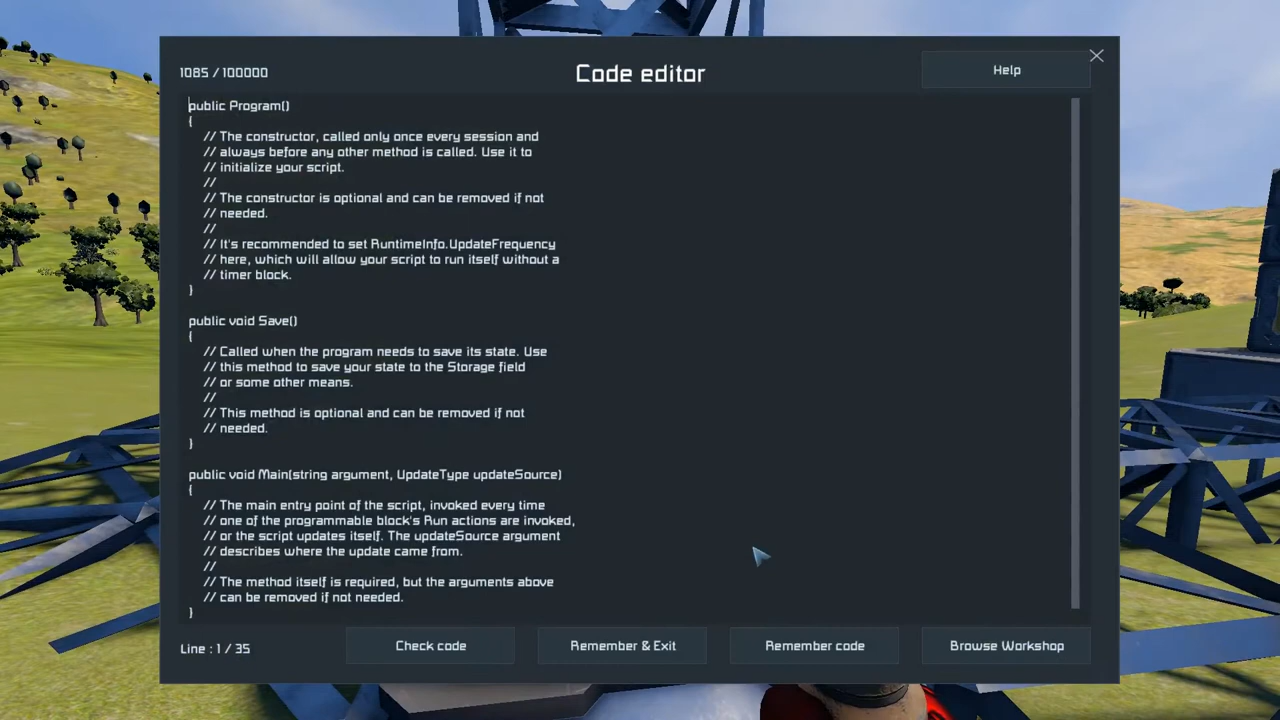 1085 / 100000
Code editor
Help
public Program()
{
// The constructor, called only once every session and
// always before any other method is called. Use it to
// initialize your script.
//
// The constructor is optional and can be removed if not
// needed.
//
// It's recommended to set RuntimeInfo.UpdateFrequency
// here, which will allow your script to run itself without a
// timer block.
}
public void Save()
{
// Called when the program needs to save its state. Use
// this method to save your state to the Storage field
// or some other means.
//
// This method is optional and can be removed if not
// needed.
}
public void Main(string argument, UpdateType updateSource)
{
// The main entry point of the script, invoked every time
// one of the programmable block's Run actions are invoked,
// or the script updates itself. The updateSource argument
// describes where the update came from.
//
// The method itself is required, but the arguments above
// can be removed if not needed.
}
Line : 1 / 35
Check code
Remember & Exit
Remember code
Browse Workshop